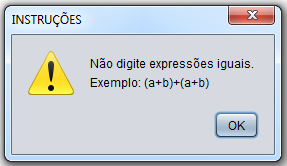 INSTRUÇÕES
Não digite expressões iguais.
Exemplo: (a+b)+(a+b)
OK